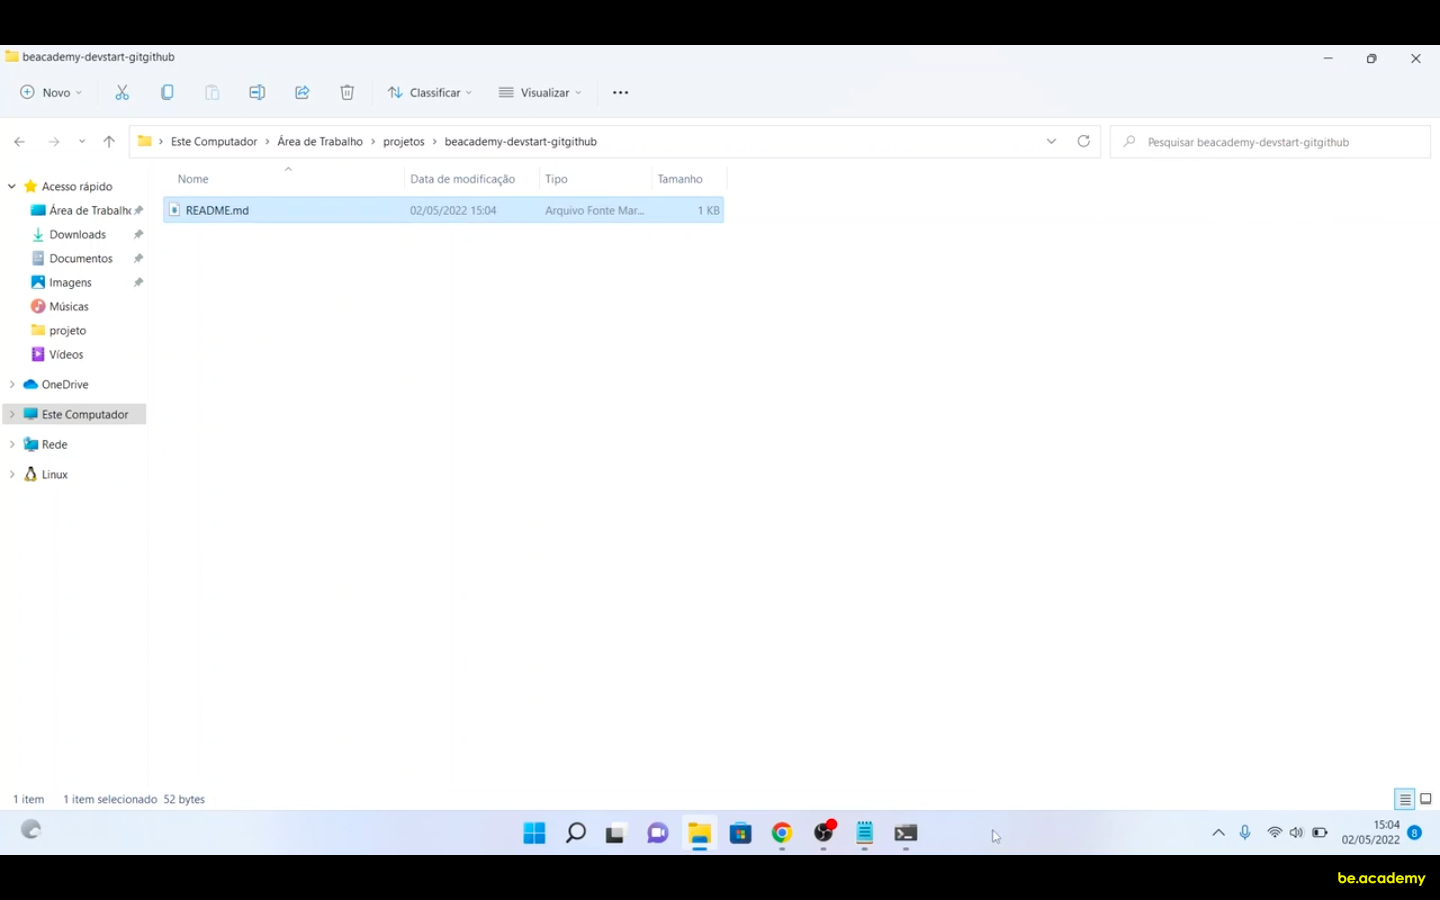 beacademy-devstart-gitgithub
Novo
Classificar
Visualizar
Este Computador > Área de Trabalho > projetos > beacademy-devstart-gitgithub
Pesquisar beacademy-devstart-gitgithub
Nome
Data de modificação
Tipo
Tamanho
Acesso rápido
Área de Trabalho
Downloads
Documentos
Imagens
Músicas
projeto
Vídeos
OneDrive
Este Computador
Rede
Linux
README.md
02/05/2022 15:04
Arquivo Fonte Mar...
1 KB
1 item
1 item selecionado 52 bytes
15:04
02/05/2022
8
be.academy